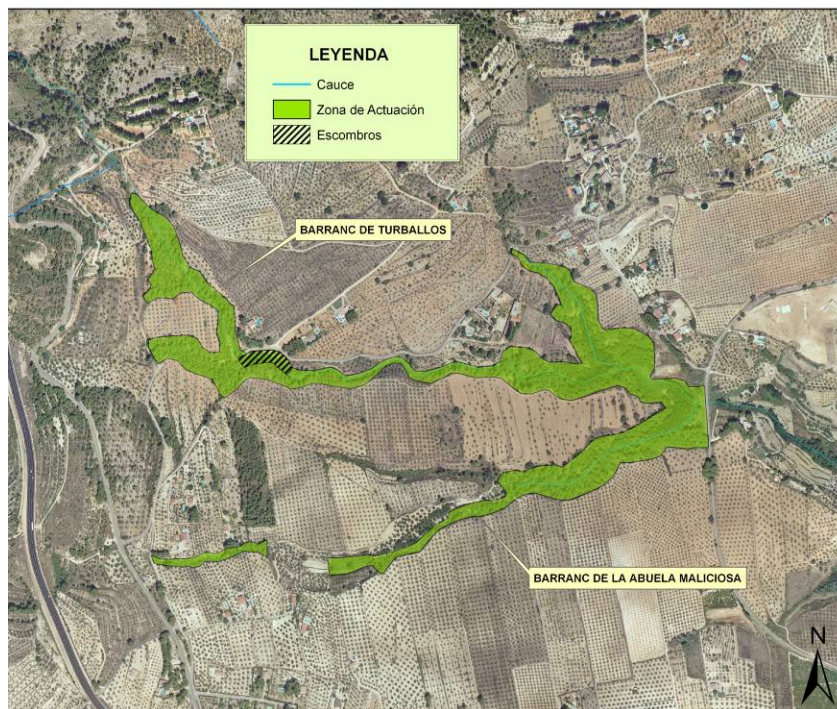 LEYENDA
Cauce
Zona de Actuación
Escombros
BARRANC DE TURBALLOS
BARRANC DE LA ABUELA MALICIOSA
N